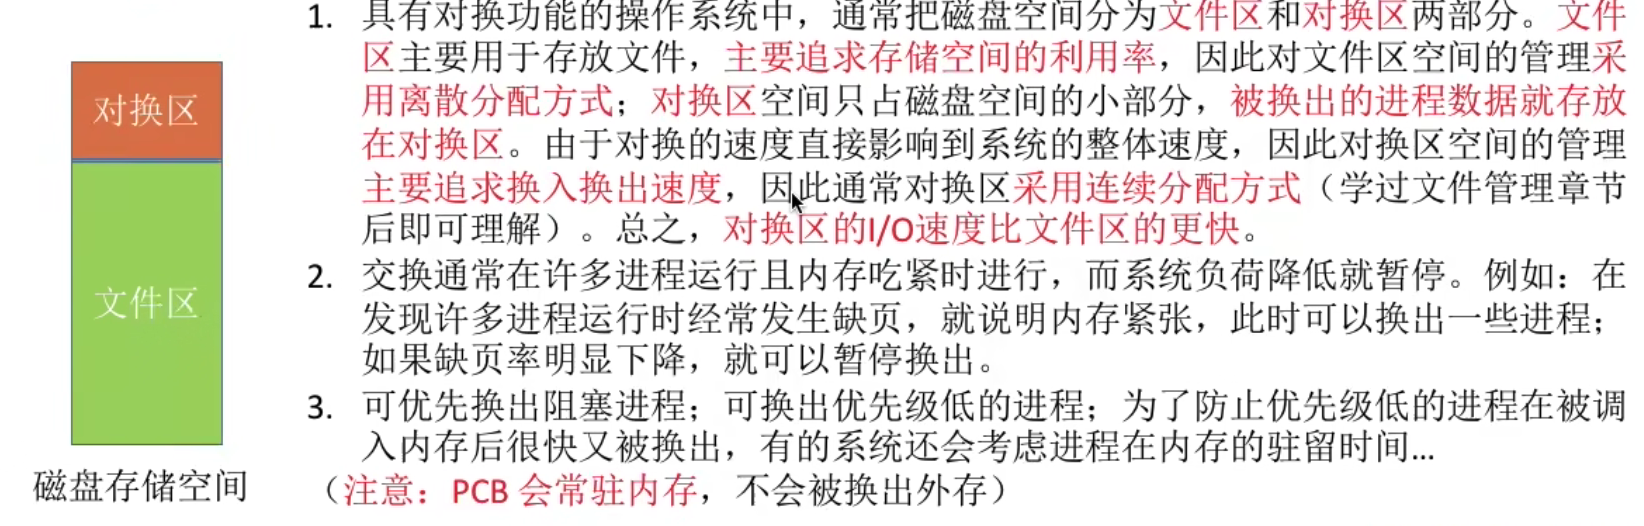 对换区
文件区
磁盘存储空间
1. 具有对换功能的操作系统中，通常把磁盘空间分为文件区和对换区两部分。文件
区主要用于存放文件，主要追求存储空间的利用率，因此对文件区空间的管理采
用离散分配方式；对换区空间只占磁盘空间的小部分，被换出的进程数据就存放
在对换区。由于对换的速度直接影响到系统的整体速度，因此对换区空间的管理
主要追求换入换出速度，因此通常对换区采用连续分配方式（学过文件管理章节
后即可理解）。总之，对换区的I/O速度比文件区的更快。
2. 交换通常在许多进程运行且内存吃紧时进行，而系统负荷降低就暂停。例如：在
发现许多进程运行时经常发生缺页，就说明内存紧张，此时可以换出一些进程；
如果缺页率明显下降，就可以暂停换出。
3. 可优先换出阻塞进程；可换出优先级低的进程；为了防止优先级低的进程在被调
入内存后很快又被换出，有的系统还会考虑进程在内存的驻留时间…
（注意：PCB 会常驻内存，不会被换出外存）